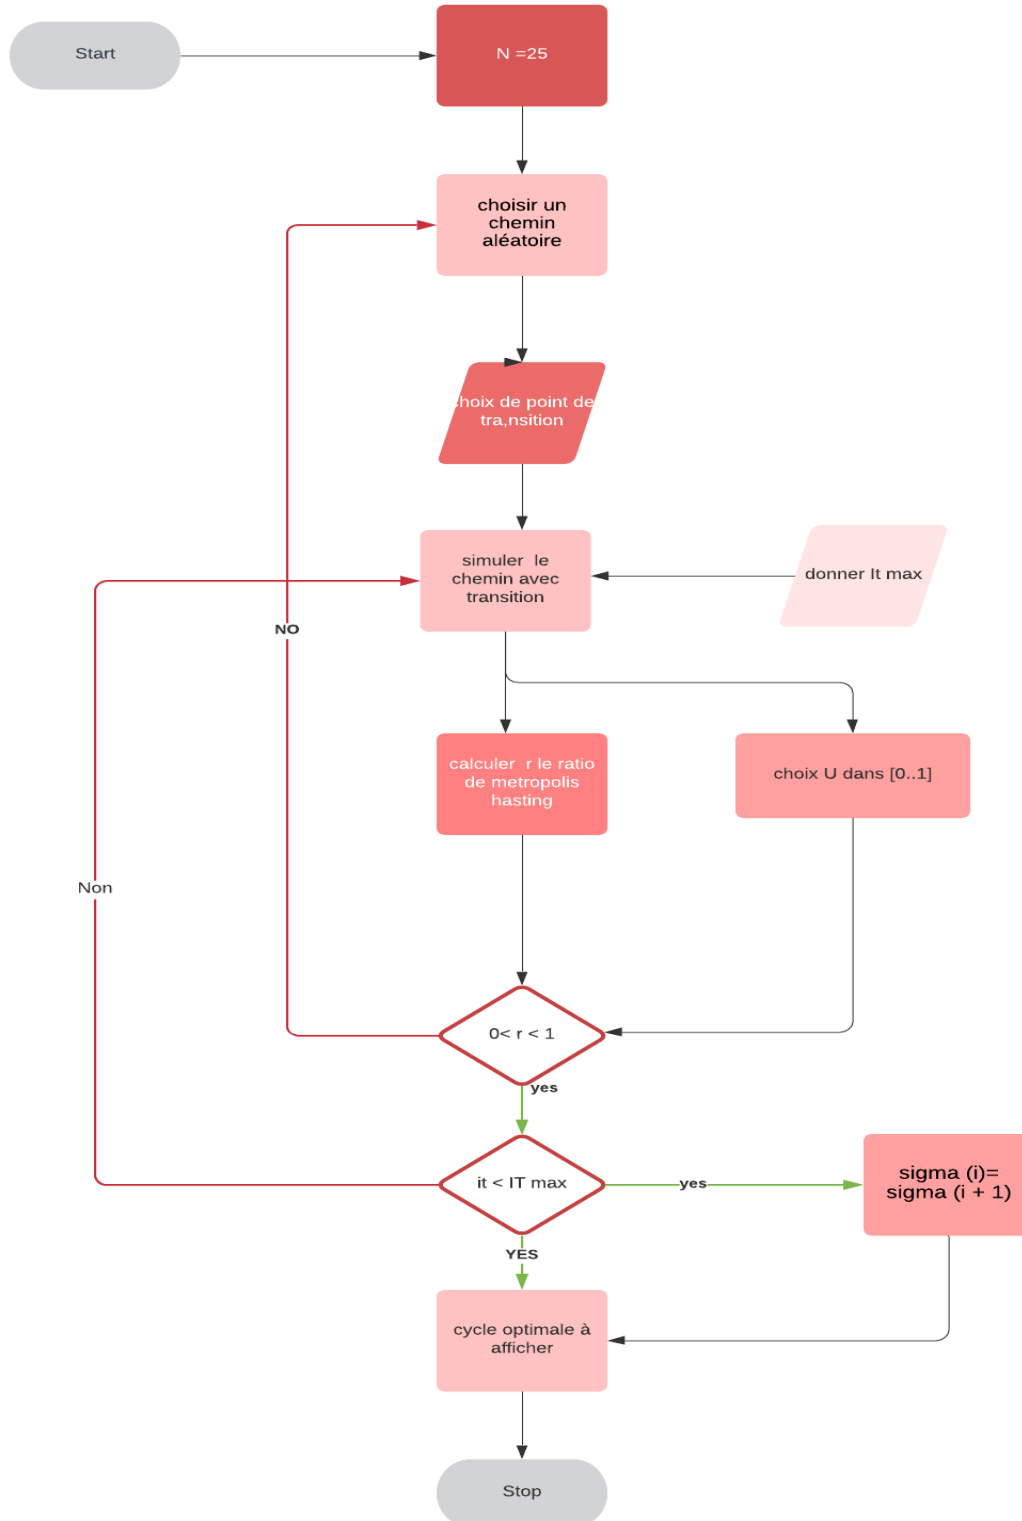 Start
N =25
choisir un
chemin
aléatoire
choix de point de
tra,nsition
simuler le
chemin avec
transition
donner It max
NO
calculer r le ratio
de metropolis
hasting
choix U dans [0..1]
Non
0< r < 1
yes
it < IT max
yes
sigma (i)=
sigma (i + 1)
YES
cycle optimale à
afficher
Stop